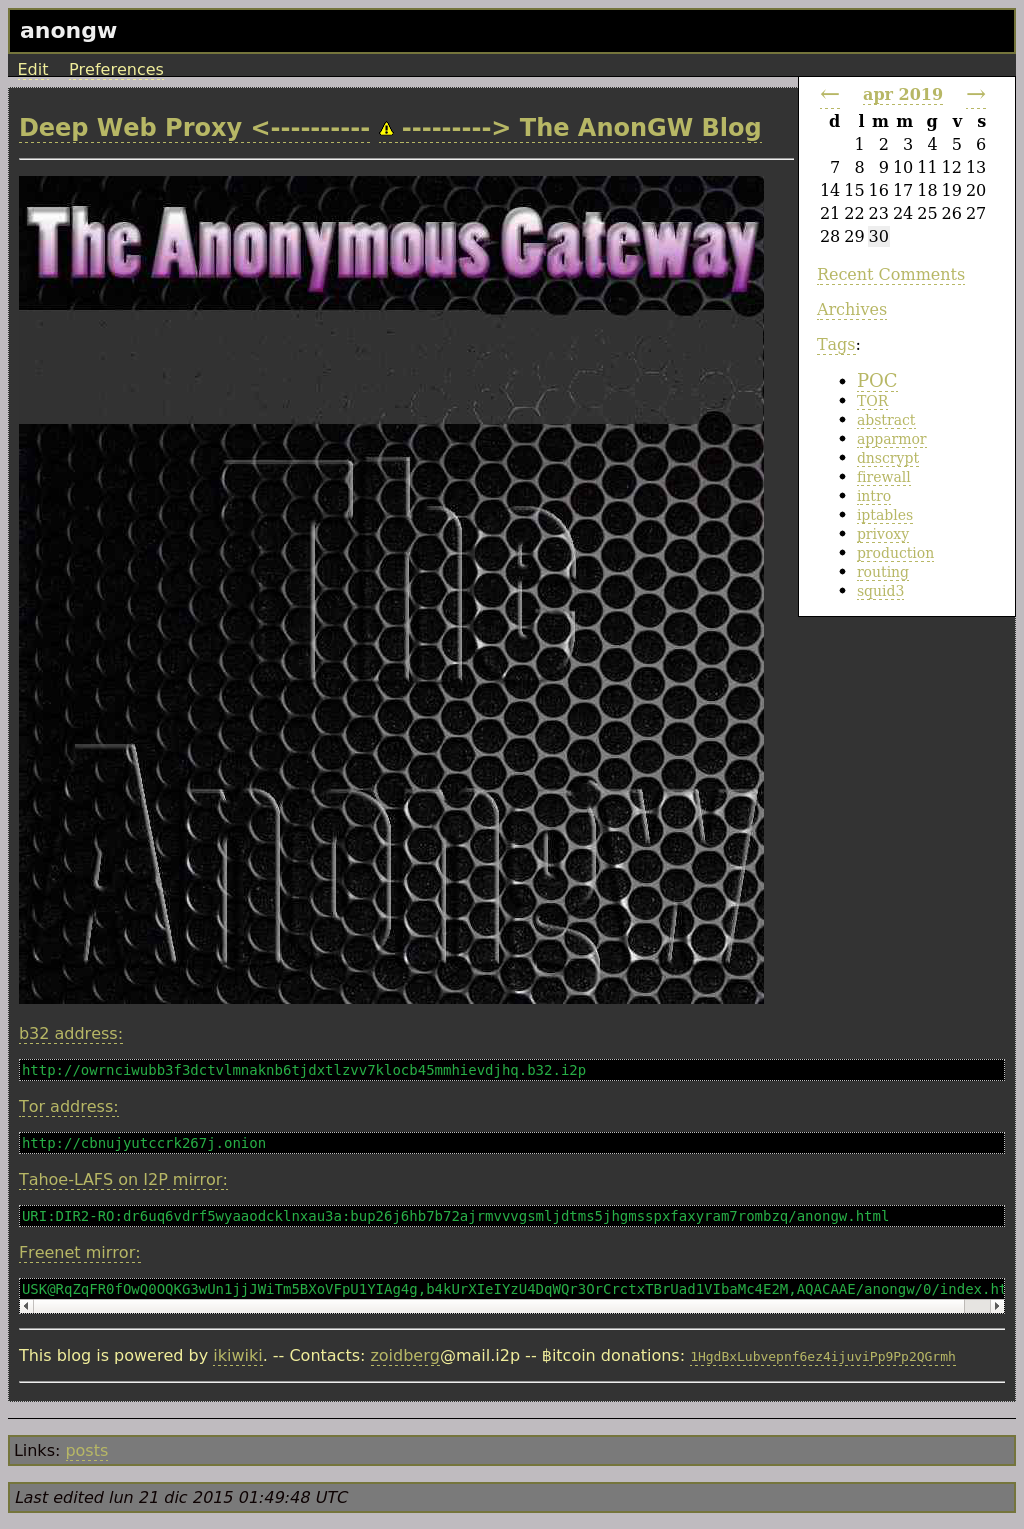 anongw
Edit Preferences
Deep Web Proxy <---------- ---------> The AnonGW Blog
The Anonymous Gateway
The
Anong\/\/
← apr 2019 →
d l m m g v s
1 2 3 4 5 6
7 8 9 10 11 12 13
14 15 16 17 18 19 20
21 22 23 24 25 26 27
28 29 30
Recent Comments
Archives
Tags:
POC
TOR
abstract
apparmor
dnscrypt
firewall
intro
iptables
privoxy
production
routing
squid3
b32 address:
http://owrnciwubb3f3dctvlmnaknb6tjdxtlzvv7klocb45mmhievdjhq.b32.i2p
Tor address:
http://cbnujyutccrk267j.onion
Tahoe-LAFS on I2P mirror:
URI:DIR2-RO:dr6uq6vdrf5wyaaodcklnxau3a:bup26j6hb7b72ajrmvvvgsmljdtms5jhgmsspxfaxyram7rombzq/anongw.html
Freenet mirror:
USK@RqZqFR0fOwQ0OQKG3wUn1jjJWiTm5BXoVFpU1YIAg4g,b4kUrXIeIYzU4DqWQr3OrCrctxTBrUad1VIbaMc4E2M,AQACAAE/anongw/0/index.ht
This blog is powered by ikiwiki. -- Contacts: zoidberg@mail.i2p -- ฿itcoin donations: 1HgdBxLubvepnf6ez4ijuviPp9Pp2QGrmh
Links: posts
Last edited lun 21 dic 2015 01:49:48 UTC